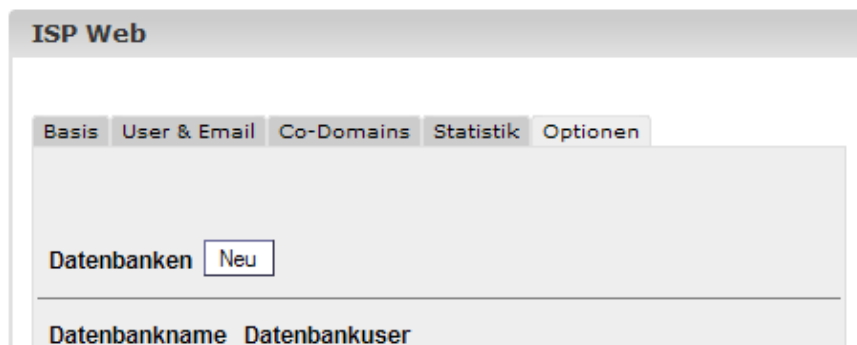 ISP Web
Basis User & Email Co-Domains Statistik Optionen
Datenbanken Neu
Datenbankname Datenbankuser